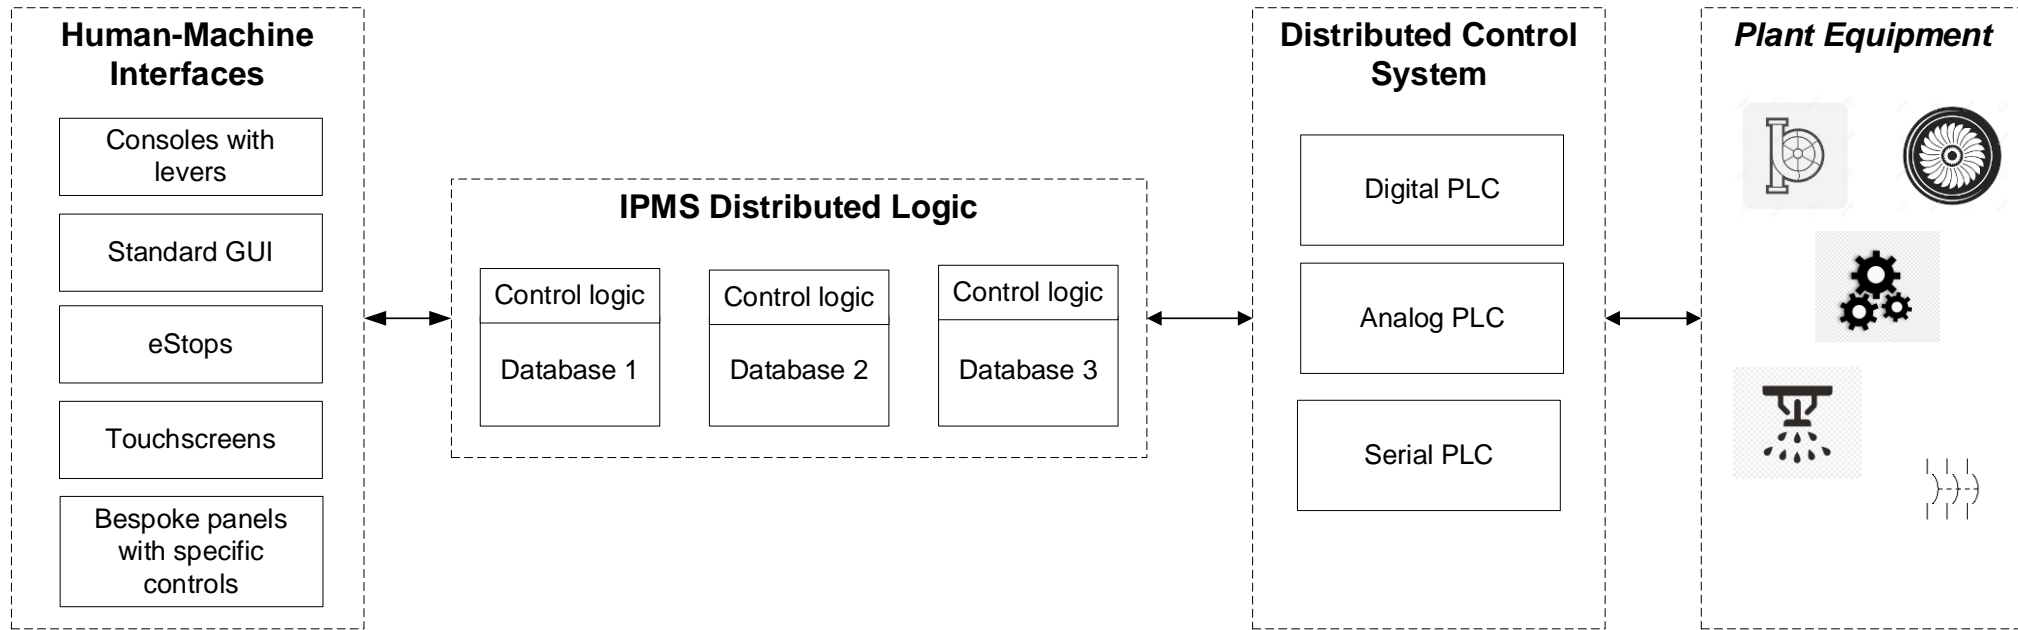 Human-Machine
Interfaces
Consoles with
levers
Standard GUI
eStops
Touchscreens
Bespoke panels
with specific
controls
IPMS Distributed Logic
Control logic
Database 1
Control logic
Database 2
Control logic
Database 3
Distributed Control
System
Digital PLC
Analog PLC
Serial PLC
Plant Equipment